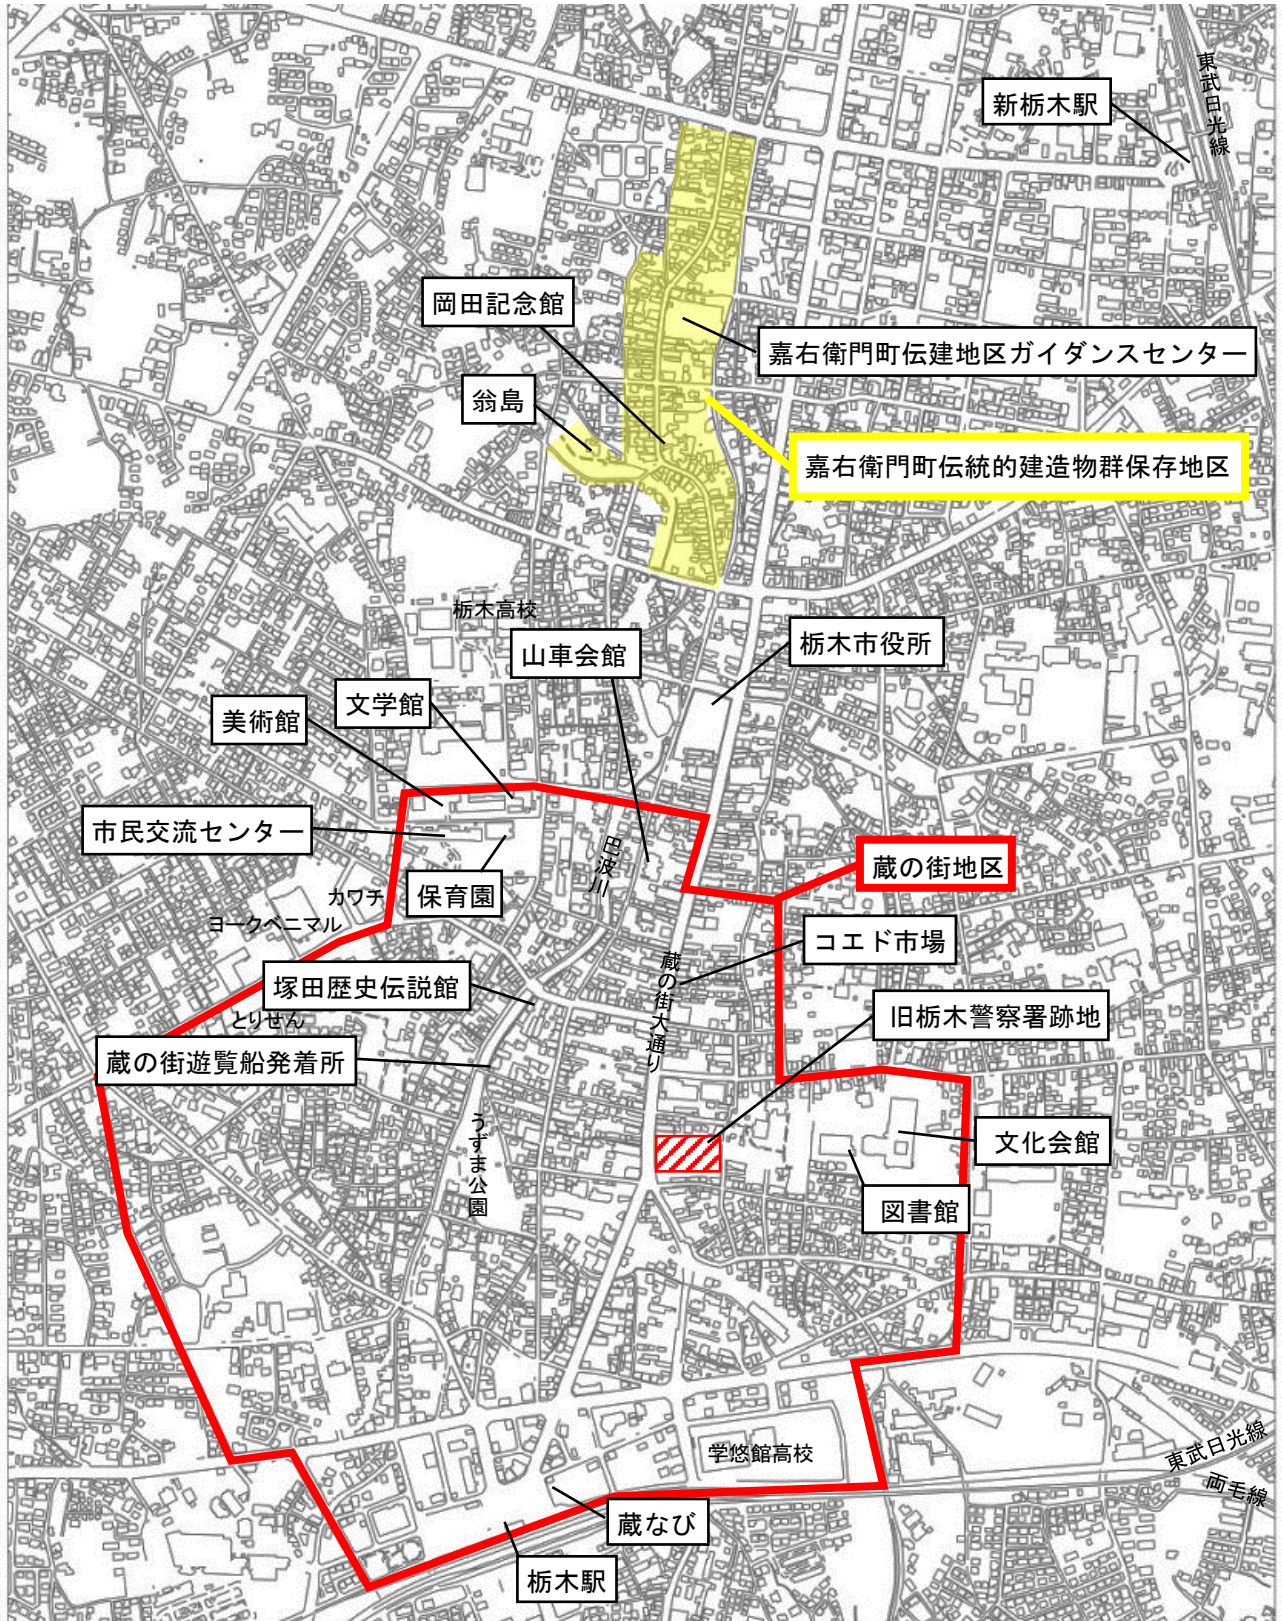 東武日光線
新栃木駅
岡田記念館
嘉右衛門町伝建地区ガイダンスセンター
翁島
嘉右衛門町伝統的建造物群保存地区
栃木高校
山車会館
栃木市役所
文学館
美術館
市民交流センター
巴波川
蔵の街地区
保育園
カワチ
ヨークベニマル
コエド市場
蔵の街大通り
塚田歴史伝説館
とりせん
旧栃木警察署跡地
蔵の街遊覧船発着所
うずま公園
文化会館
図書館
学悠館高校
東武日光線
両毛線
蔵なび
栃木駅